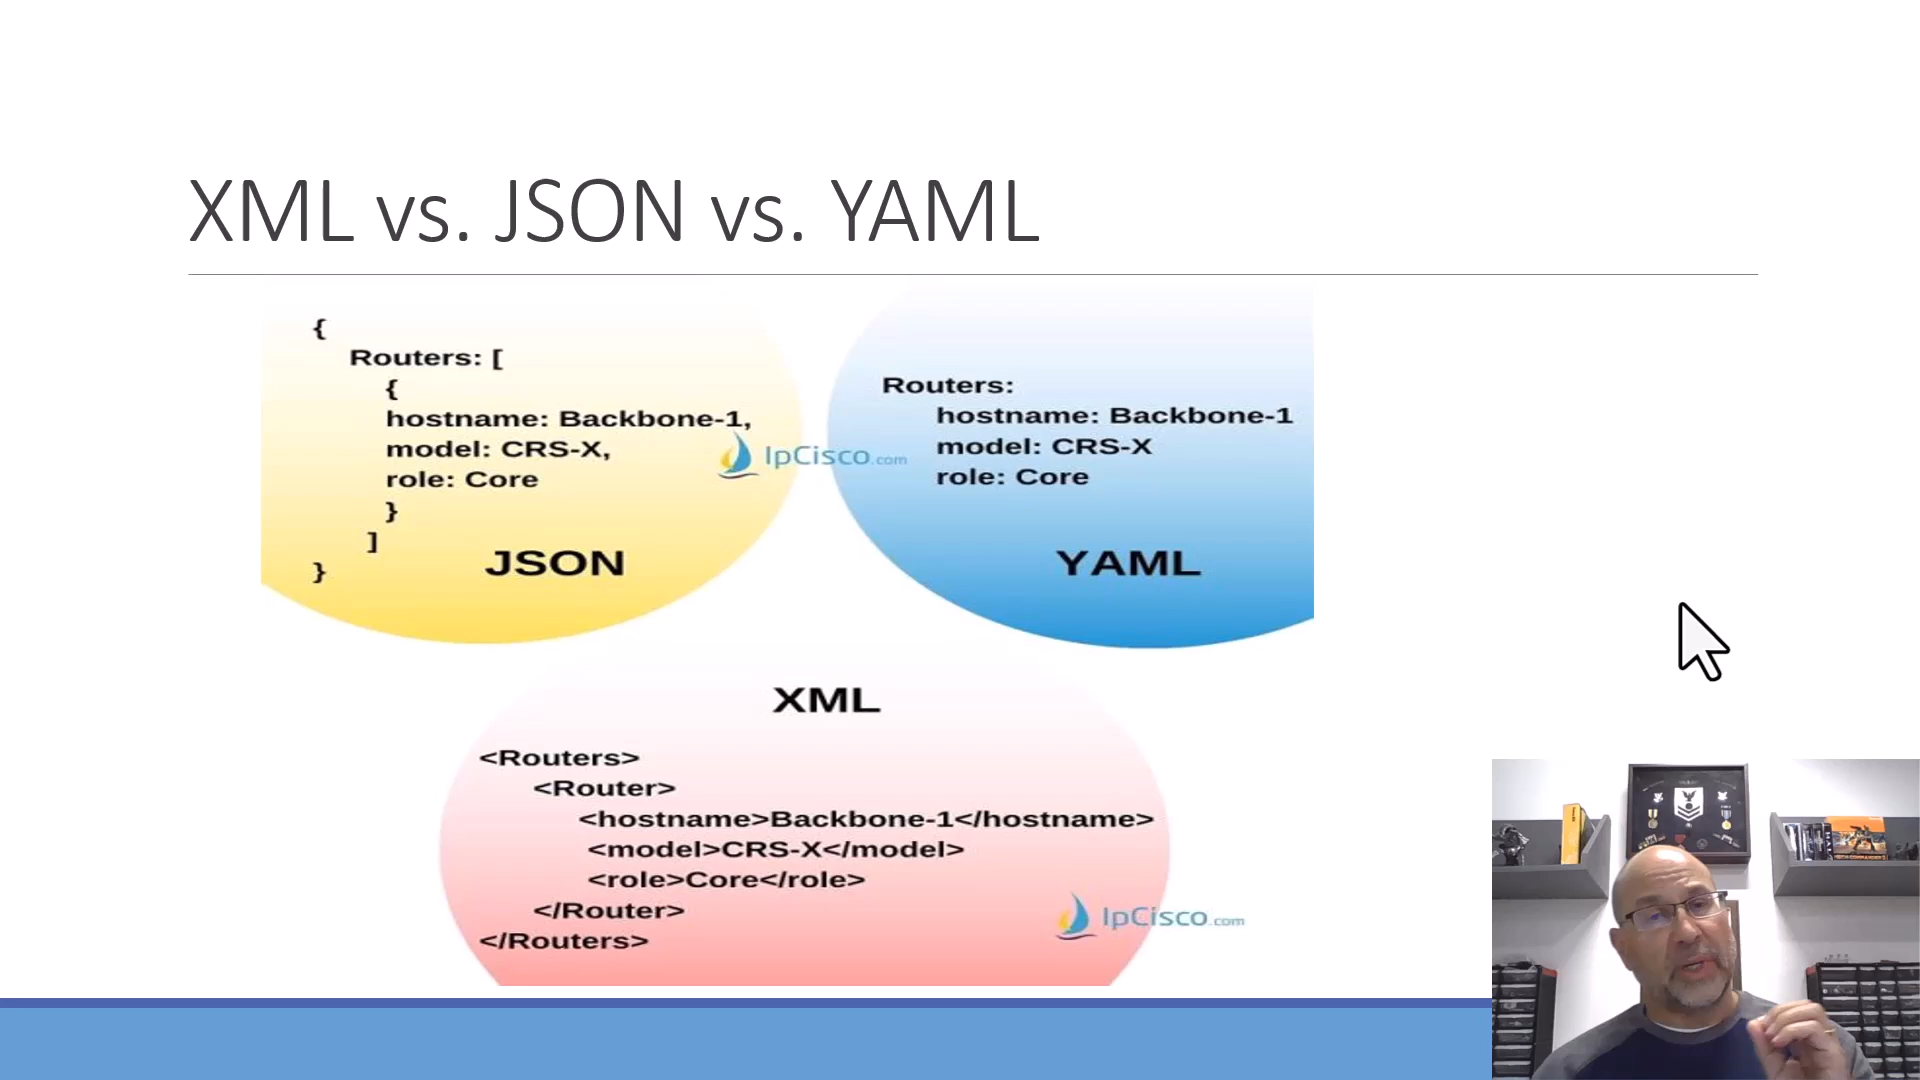 XML vs. JSON vs. YAML
{
Routers: [
{
hostname: Backbone-1,
model: CRS-X,
role: Core
}
]
}
JSON
IpCisco.com
Routers:
hostname: Backbone-1
model: CRS-X
role: Core
YAML
XML
<Routers>
<Router>
<hostname>Backbone-1</hostname>
<model>CRS-X</model>
<role>Core</role>
</Router>
</Routers>
IpCisco.com